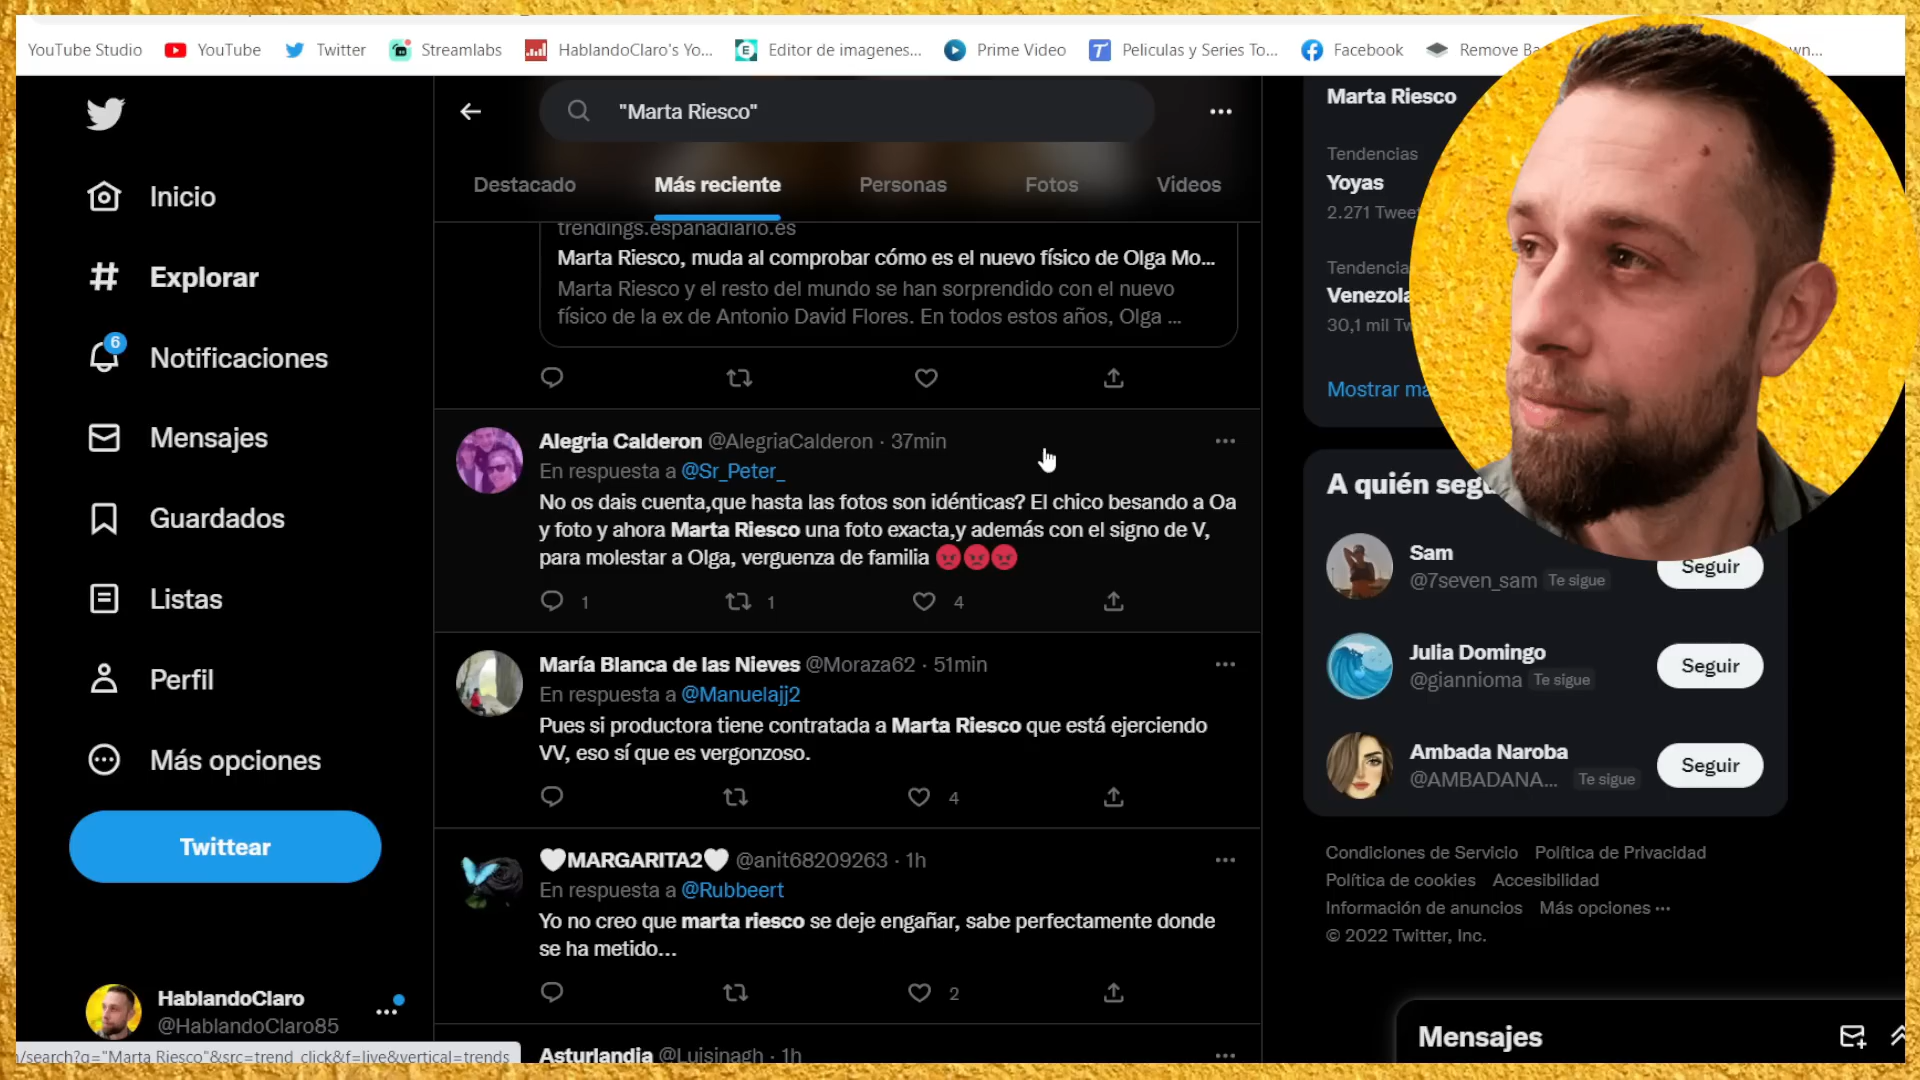 YouTube Studio
YouTube
Twitter
Streamlabs
HablandoClaro's Yo...
Editor de imagenes...
Prime Video
Peliculas y Series To...
Facebook
Remove Ba
wn...
"Marta Riesco"
Destacado
Más reciente
Personas
Fotos
Videos
Inicio
Explorar
6
Notificaciones
Mensajes
Guardados
Listas
Perfil
Más opciones
Twittear
HablandoClaro
@HablandoClaro85
/search?q="Marta Riesco"&src=trend_click&f=live&vertical=trends
trendings.espanadiario.es
Marta Riesco, muda al comprobar cómo es el nuevo físico de Olga Mo...
Marta Riesco y el resto del mundo se han sorprendido con el nuevo
físico de la ex de Antonio David Flores. En todos estos años, Olga ...
Alegria Calderon @AlegriaCalderon · 37min
En respuesta a @Sr_Peter_
No os dais cuenta,que hasta las fotos son idénticas? El chico besando a Oa
y foto y ahora Marta Riesco una foto exacta,y además con el signo de V,
para molestar a Olga, verguenza de familia 😡😡😡
1 1 4
María Blanca de las Nieves @Moraza62 · 51min
En respuesta a @Manuelajj2
Pues si productora tiene contratada a Marta Riesco que está ejerciendo
VV, eso sí que es vergonzoso.
4
🤍MARGARITA2🤍 @anit68209263 · 1h
En respuesta a @Rubbeert
Yo no creo que marta riesco se deje engañar, sabe perfectamente donde
se ha metido...
2
Asturlandia @Luisinagh · 1h
Marta Riesco
Tendencias
Yoyas
2.271 Twee
Tendencia
Venezola
30,1 mil Tw
Mostrar má
A quién segu
Sam
@7seven_sam Te sigue
Seguir
Julia Domingo
@giannioma Te sigue
Seguir
Ambada Naroba
@AMBADANA... Te sigue
Seguir
Condiciones de Servicio Política de Privacidad
Política de cookies Accesibilidad
Información de anuncios Más opciones ···
© 2022 Twitter, Inc.
Mensajes